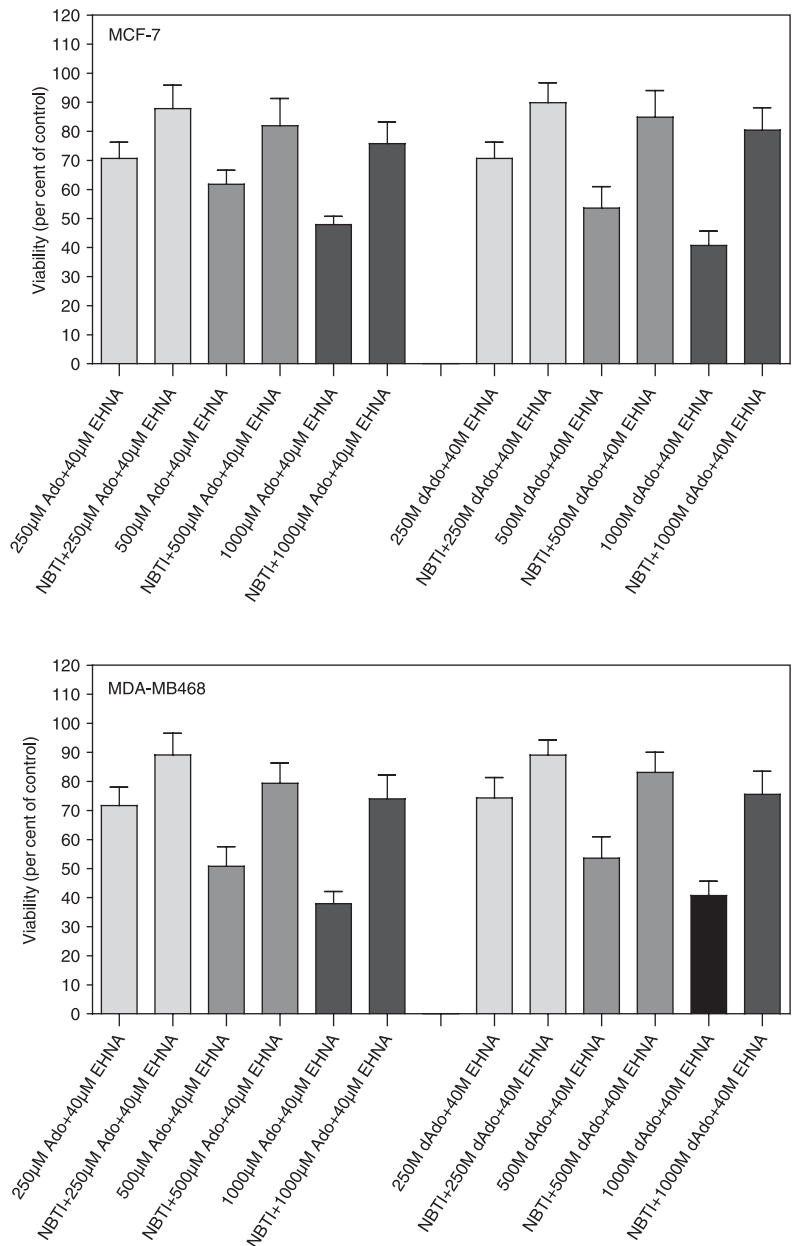 MCF-7
Viability (per cent of control)
120
110
100
90
80
70
60
50
40
30
20
10
0
250µM Ado+40µM EHNA
NBTI+250µM Ado+40µM EHNA
500µM Ado+40µM EHNA
NBTI+500µM Ado+40µM EHNA
1000µM Ado+40µM EHNA
NBTI+1000µM Ado+40µM EHNA
250M dAdo+40M EHNA
NBTI+250M dAdo+40M EHNA
500M dAdo+40M EHNA
NBTI+500M dAdo+40M EHNA
1000M dAdo+40M EHNA
NBTI+1000M dAdo+40M EHNA
MDA-MB468
Viability (per cent of control)
120
110
100
90
80
70
60
50
40
30
20
10
0
250µM Ado+40µM EHNA
NBTI+250µM Ado+40µM EHNA
500µM Ado+40µM EHNA
NBTI+500µM Ado+40µM EHNA
1000µM Ado+40µM EHNA
NBTI+1000µM Ado+40µM EHNA
250M dAdo+40M EHNA
NBTI+250M dAdo+40M EHNA
500M dAdo+40M EHNA
NBTI+500M dAdo+40M EHNA
1000M dAdo+40M EHNA
NBTI+1000M dAdo+40M EHNA